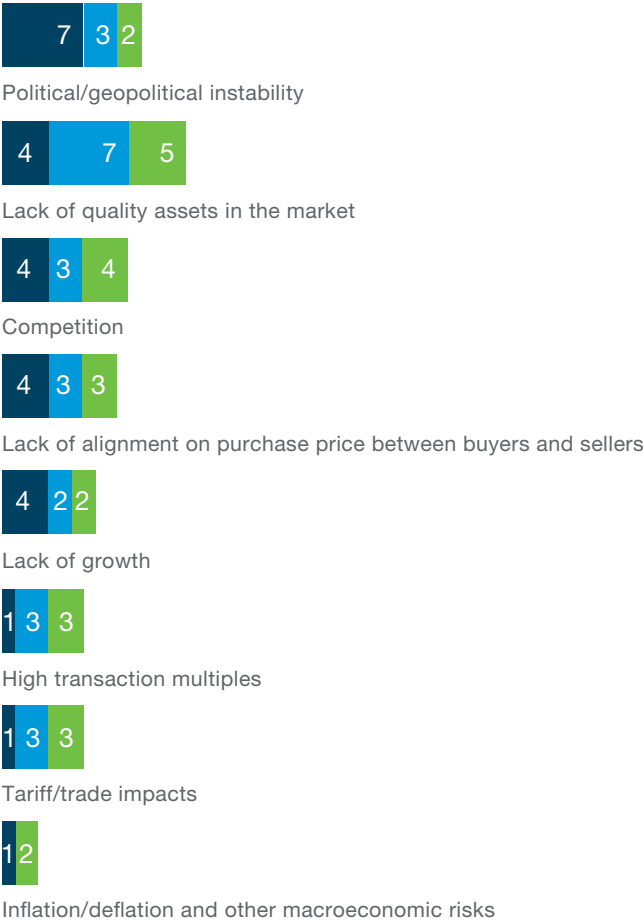 7 3 2
Political/geopolitical instability
4 7 5
Lack of quality assets in the market
4 3 4
Competition
4 3 3
Lack of alignment on purchase price between buyers and sellers
4 2 2
Lack of growth
1 3 3
High transaction multiples
1 3 3
Tariff/trade impacts
1 2
Inflation/deflation and other macroeconomic risks